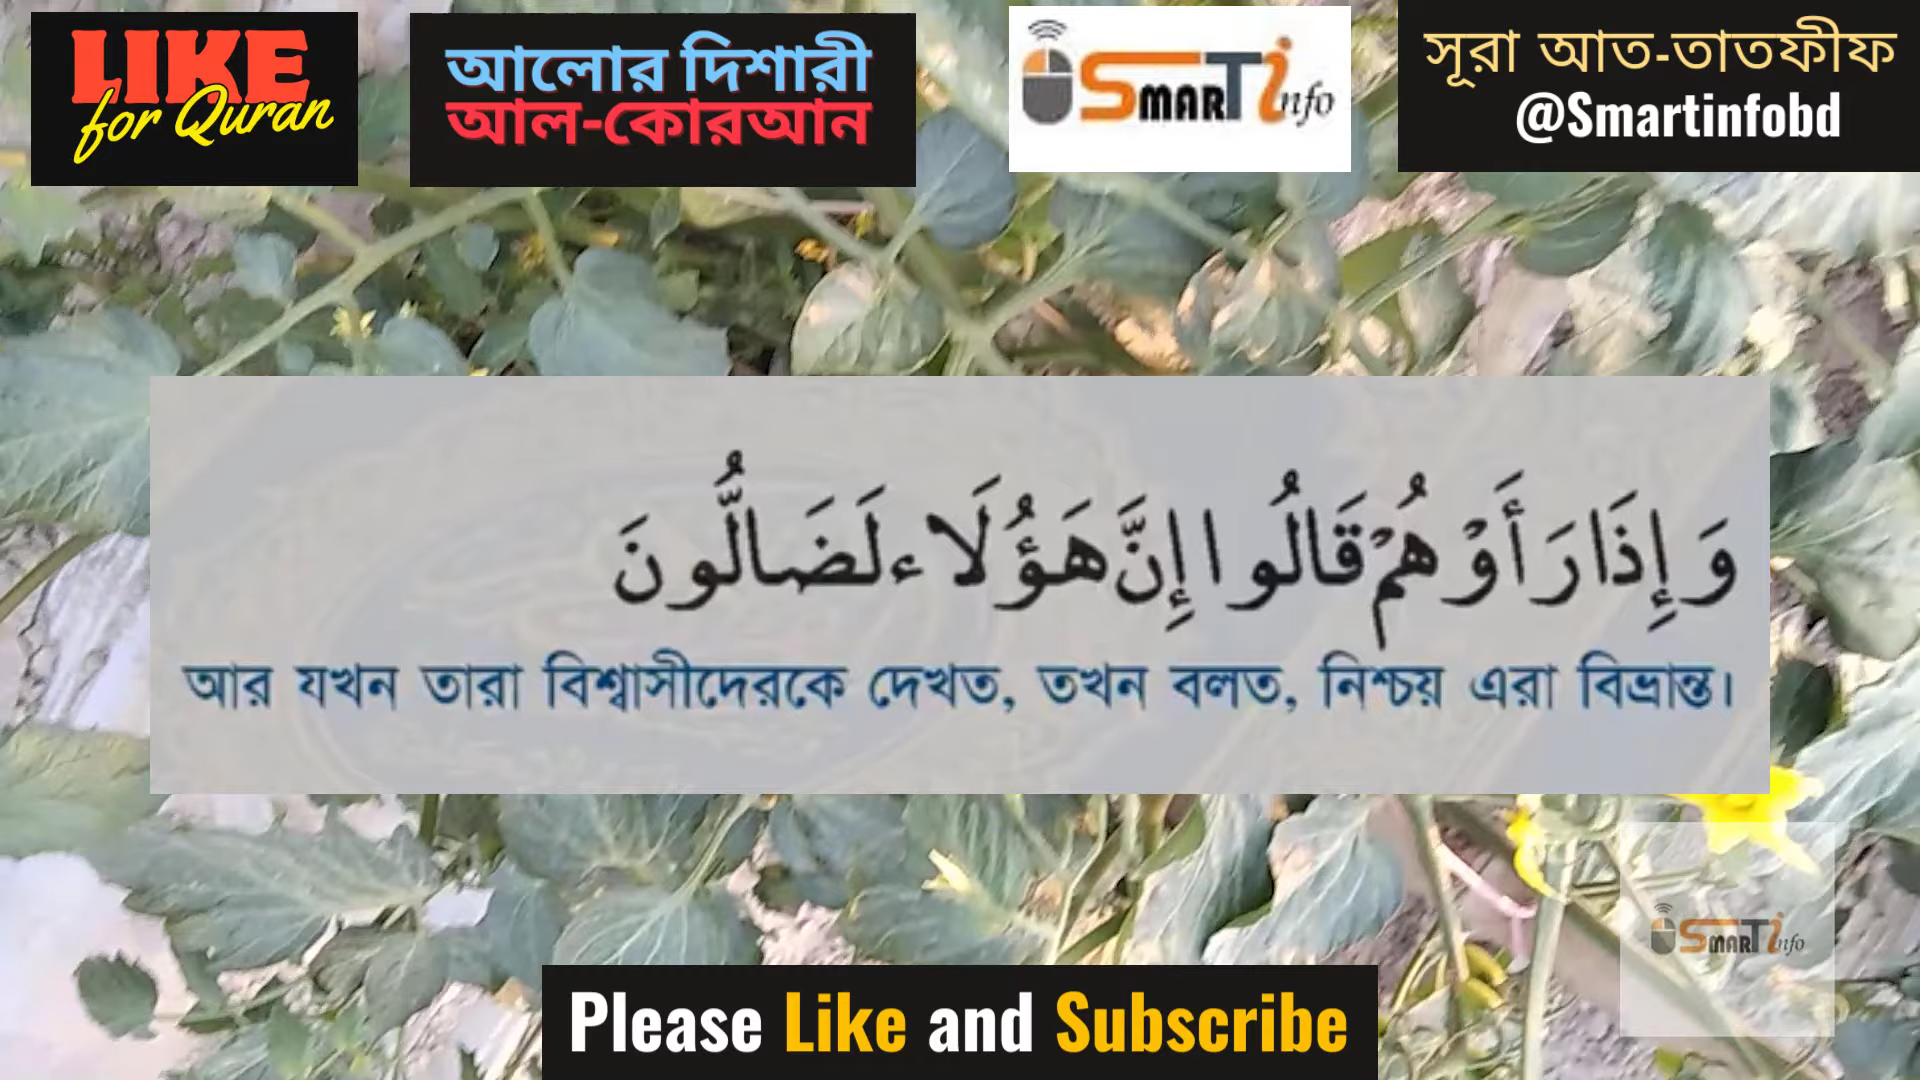 LIKE
for Quran
আলোর দিশারী
আল-কোরআন
SmarTinfo
সূরা আত-তাতফীফ
@Smartinfobd
وَإِذَا رَأَوْهُمْ قَالُوا إِنَّ هَؤُلَاء لَضَالُّونَ
আর যখন তারা বিশ্বাসীদেরকে দেখত, তখন বলত, নিশ্চয় এরা বিভ্রান্ত।
SmarTinfo
Please Like and Subscribe